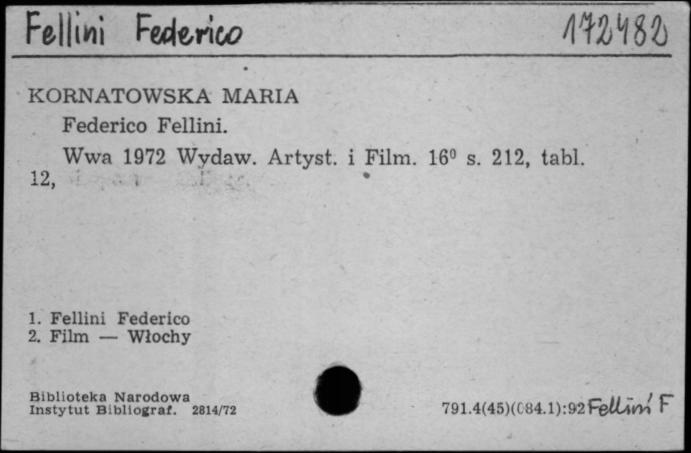 Fellini Federico 172482
KORNATOWSKA MARIA
Federico Fellini.
Wwa 1972 Wydaw. Artyst. i Film. 16⁰ s. 212, tabl.
12,
1. Fellini Federico
2. Film — Włochy
Biblioteka Narodowa
Instytut Bibliograf. 2814/72
791.4(45)(084.1):92 Fellini F